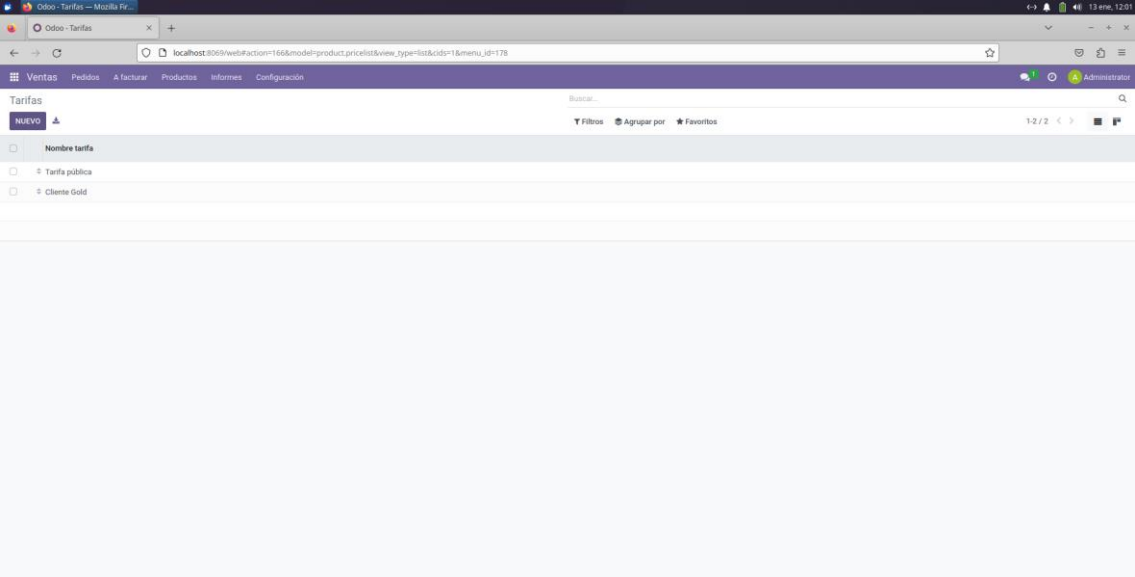 Odoo - Tarifas — Mozilla Fir...
13 ene, 12:01
Odoo - Tarifas
localhost:8069/web#action=166&model=product.pricelist&view_type=list&cids=1&menu_id=178
Ventas Pedidos A facturar Productos Informes Configuración
1
A Administrator
Tarifas
Buscar...
NUEVO
Filtros Agrupar por Favoritos
1-2 / 2
Nombre tarifa
Tarifa pública
Cliente Gold